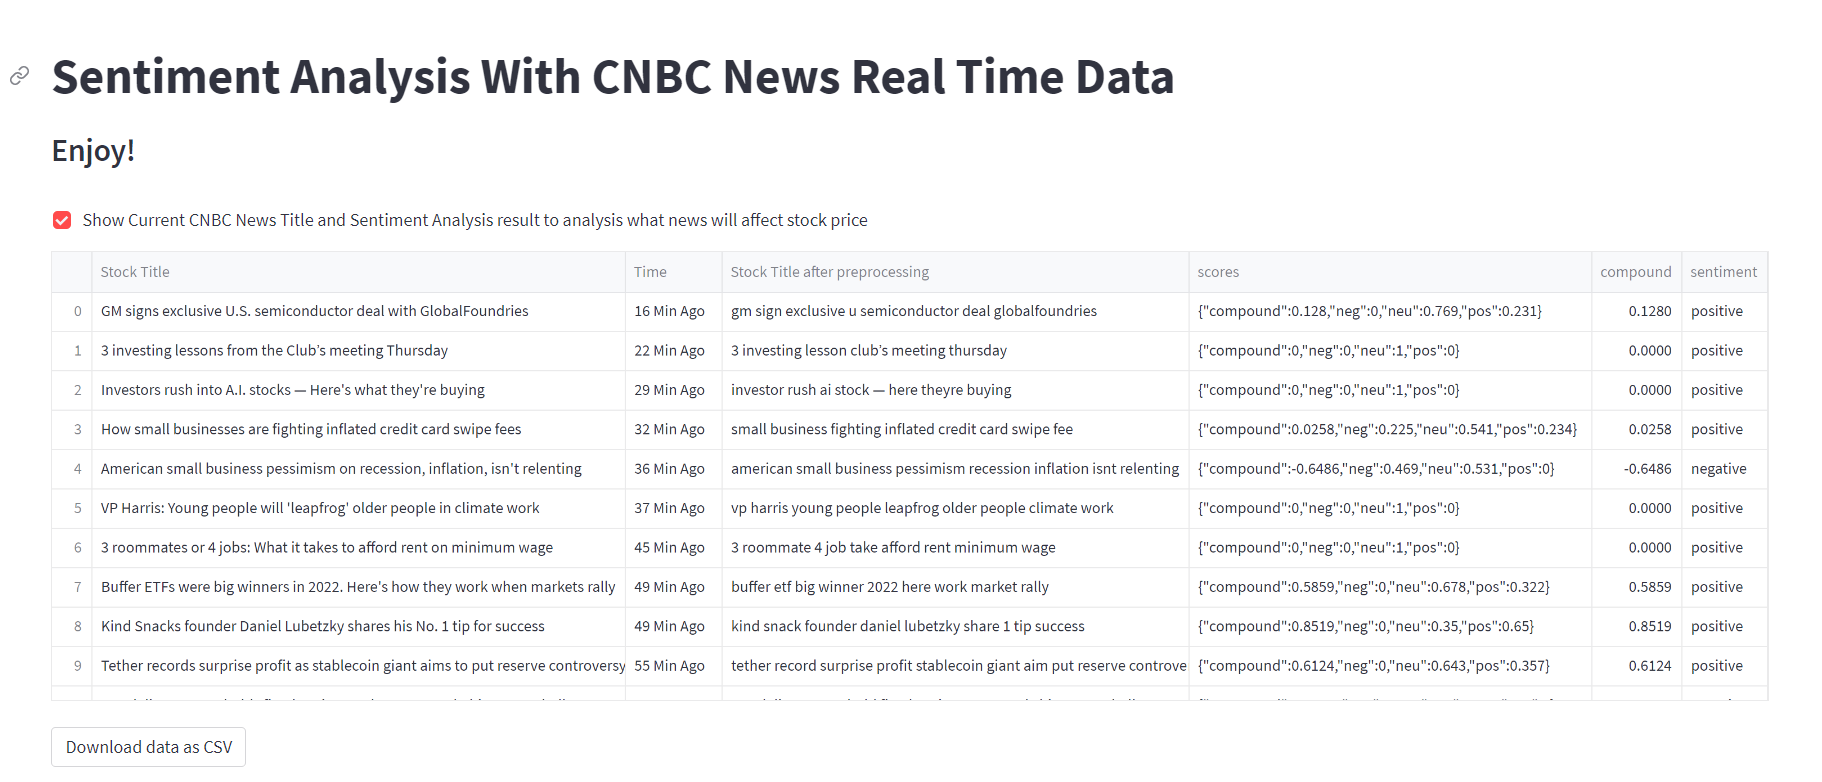 Sentiment Analysis With CNBC News Real Time Data
Enjoy!
Show Current CNBC News Title and Sentiment Analysis result to analysis what news will affect stock price
Stock Title Time Stock Title after preprocessing scores compound sentiment
0 GM signs exclusive U.S. semiconductor deal with GlobalFoundries 16 Min Ago gm sign exclusive u semiconductor deal globalfoundries {"compound":0.128,"neg":0,"neu":0.769,"pos":0.231} 0.1280 positive
1 3 investing lessons from the Club’s meeting Thursday 22 Min Ago 3 investing lesson club’s meeting thursday {"compound":0,"neg":0,"neu":1,"pos":0} 0.0000 positive
2 Investors rush into A.I. stocks — Here's what they're buying 29 Min Ago investor rush ai stock — here theyre buying {"compound":0,"neg":0,"neu":1,"pos":0} 0.0000 positive
3 How small businesses are fighting inflated credit card swipe fees 32 Min Ago small business fighting inflated credit card swipe fee {"compound":0.0258,"neg":0.225,"neu":0.541,"pos":0.234} 0.0258 positive
4 American small business pessimism on recession, inflation, isn't relenting 36 Min Ago american small business pessimism recession inflation isnt relenting {"compound":-0.6486,"neg":0.469,"neu":0.531,"pos":0} -0.6486 negative
5 VP Harris: Young people will 'leapfrog' older people in climate work 37 Min Ago vp harris young people leapfrog older people climate work {"compound":0,"neg":0,"neu":1,"pos":0} 0.0000 positive
6 3 roommates or 4 jobs: What it takes to afford rent on minimum wage 45 Min Ago 3 roommate 4 job take afford rent minimum wage {"compound":0,"neg":0,"neu":1,"pos":0} 0.0000 positive
7 Buffer ETFs were big winners in 2022. Here's how they work when markets rally 49 Min Ago buffer etf big winner 2022 here work market rally {"compound":0.5859,"neg":0,"neu":0.678,"pos":0.322} 0.5859 positive
8 Kind Snacks founder Daniel Lubetzky shares his No. 1 tip for success 49 Min Ago kind snack founder daniel lubetzky share 1 tip success {"compound":0.8519,"neg":0,"neu":0.35,"pos":0.65} 0.8519 positive
9 Tether records surprise profit as stablecoin giant aims to put reserve controversy 55 Min Ago tether record surprise profit stablecoin giant aim put reserve controve {"compound":0.6124,"neg":0,"neu":0.643,"pos":0.357} 0.6124 positive
Download data as CSV